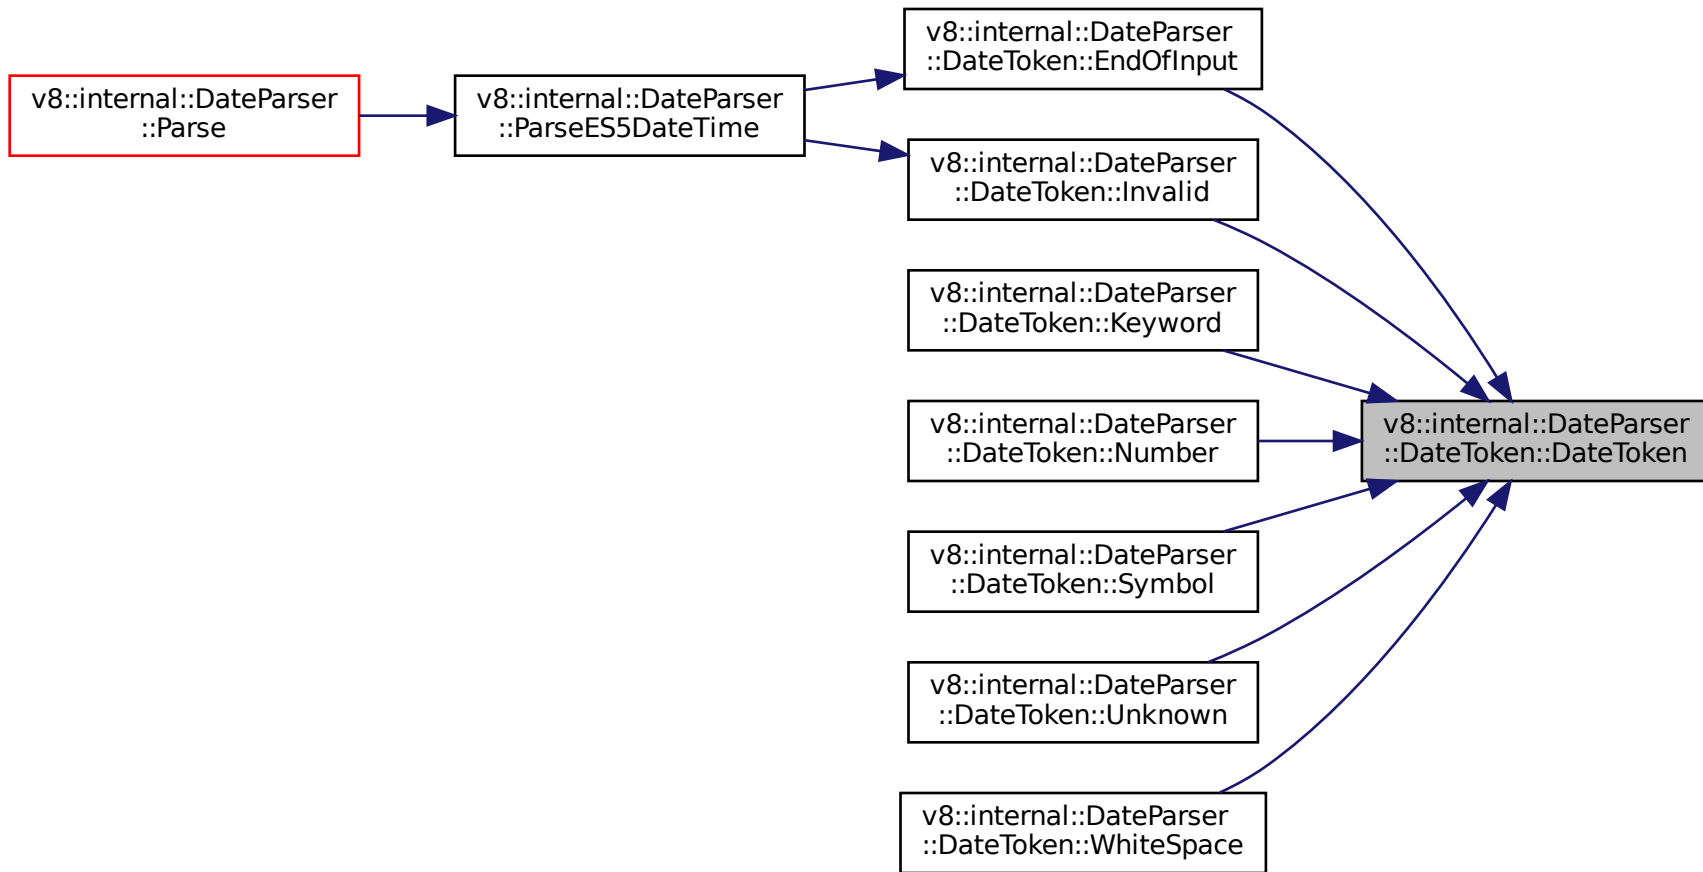 v8::internal::DateParser
::Parse
v8::internal::DateParser
::ParseES5DateTime
v8::internal::DateParser
::DateToken::EndOfInput
v8::internal::DateParser
::DateToken::Invalid
v8::internal::DateParser
::DateToken::Keyword
v8::internal::DateParser
::DateToken::Number
v8::internal::DateParser
::DateToken::Symbol
v8::internal::DateParser
::DateToken::Unknown
v8::internal::DateParser
::DateToken::WhiteSpace
v8::internal::DateParser
::DateToken::DateToken